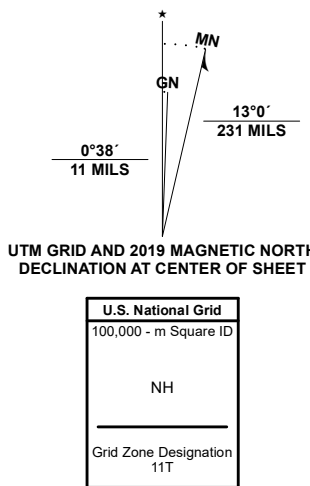 ★
MN
GN
0°38´
11 MILS
13°0´
231 MILS
UTM GRID AND 2019 MAGNETIC NORTH
DECLINATION AT CENTER OF SHEET
U.S. National Grid
100,000 - m Square ID
NH
Grid Zone Designation
11T